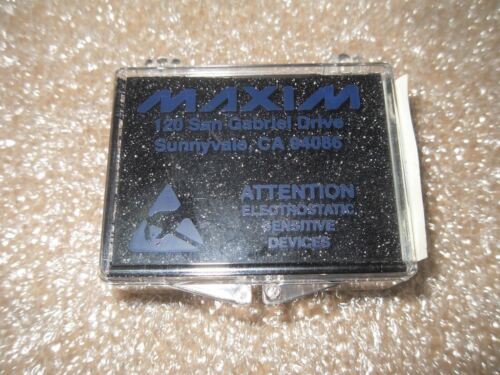 MAXIM
120 San Gabriel Drive
Sunnyvale, CA 94086
ATTENTION
ELECTROSTATIC
SENSITIVE
DEVICES